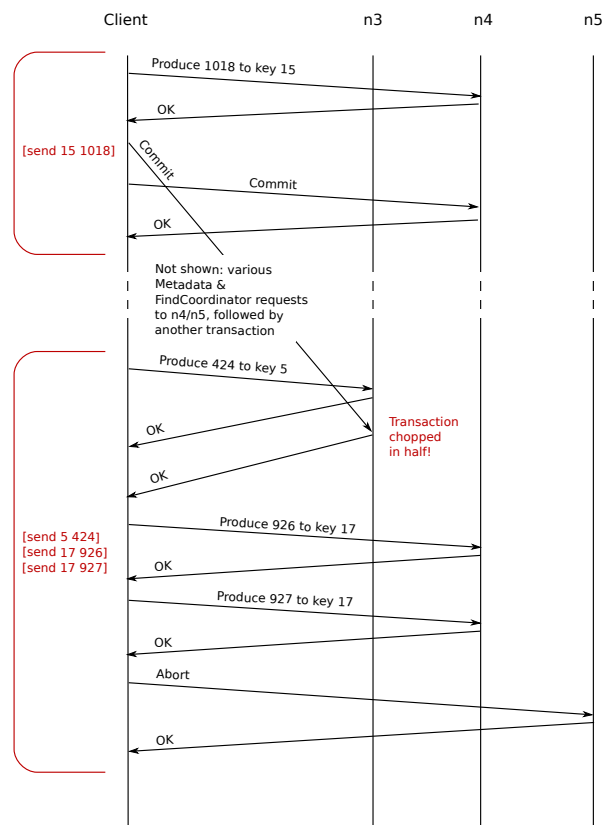 Client
n3
n4
n5
Produce 1018 to key 15
OK
[send 15 1018]
Commit
Commit
OK
Not shown: various
Metadata &
FindCoordinator requests
to n4/n5, followed by
another transaction
Produce 424 to key 5
OK
Transaction
chopped
in half!
OK
[send 5 424]
[send 17 926]
[send 17 927]
Produce 926 to key 17
OK
Produce 927 to key 17
OK
Abort
OK